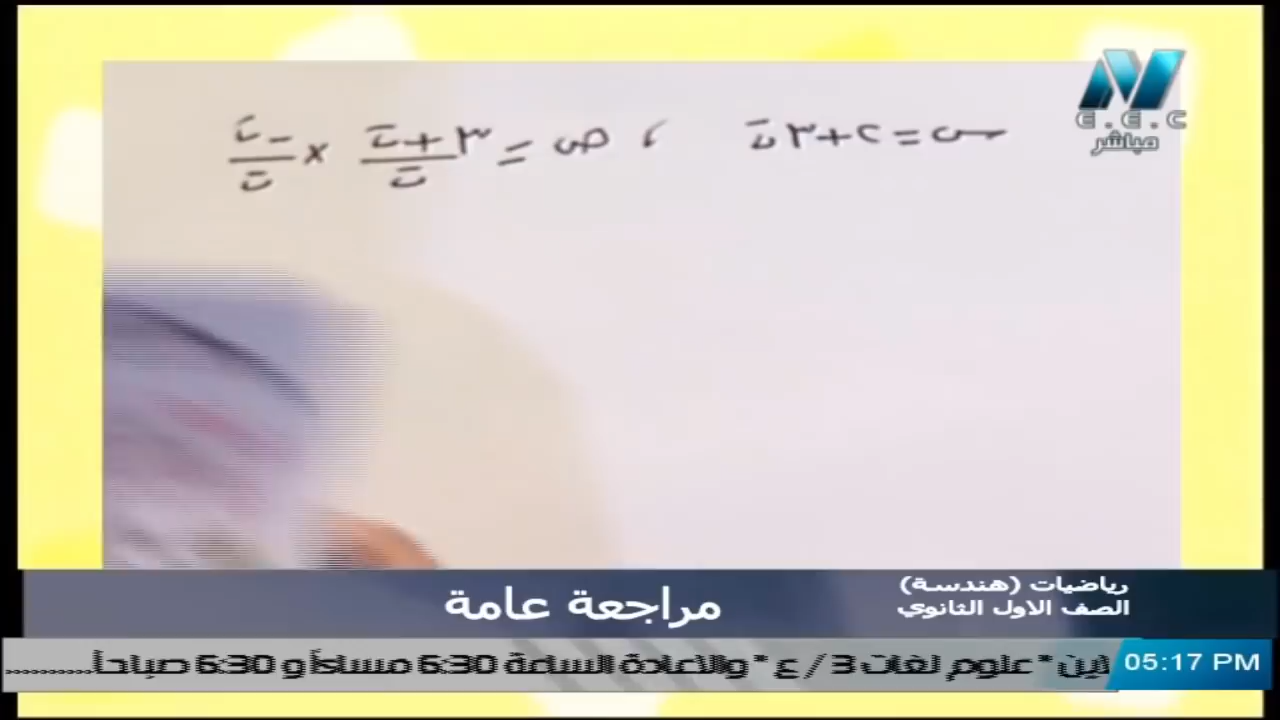 E.E.C
مباشر
س = ٢ + ٣ت ، ص = (٣ + ت)/ت × (-ت)/(-ت)
رياضيات (هندسة)
الصف الاول الثانوي
مراجعة عامة
05:17 PM
" علوم لغات 3 / ع " والاعادة الساعة 6:30 مساءاً و 6:30 صباحاً..........